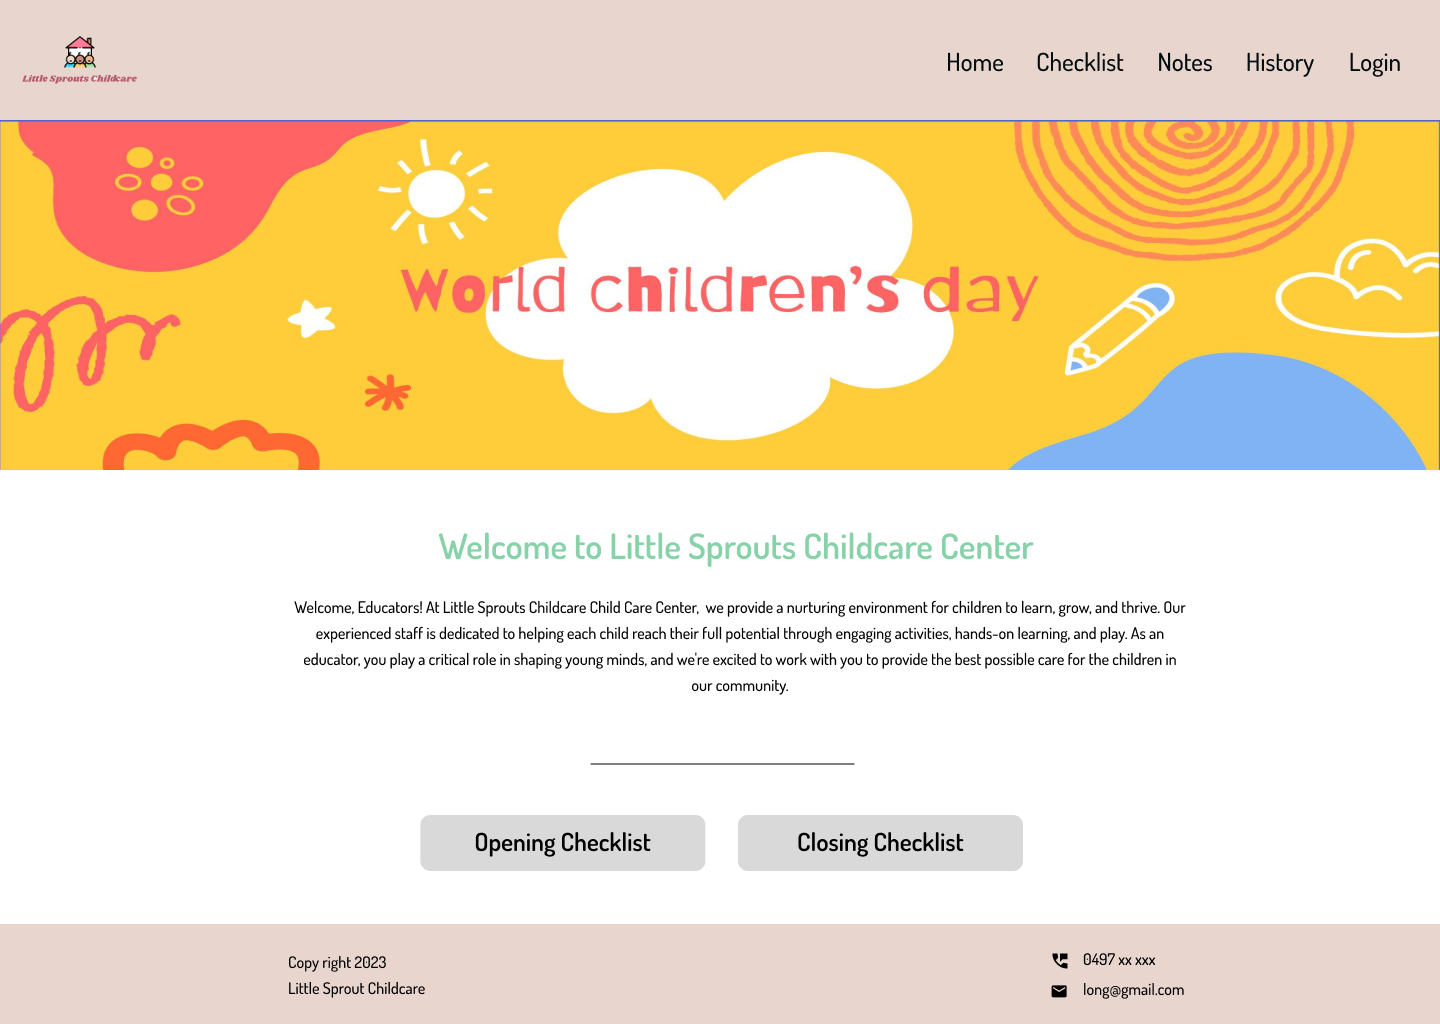 Little Sprouts Childcare
Home Checklist Notes History Login
World children's day
Welcome to Little Sprouts Childcare Center
Welcome, Educators! At Little Sprouts Childcare Child Care Center, we provide a nurturing environment for children to learn, grow, and thrive. Our
experienced staff is dedicated to helping each child reach their full potential through engaging activities, hands-on learning, and play. As an
educator, you play a critical role in shaping young minds, and we're excited to work with you to provide the best possible care for the children in
our community.
Opening Checklist Closing Checklist
Copy right 2023
Little Sprout Childcare
0497 xx xxx
long@gmail.com